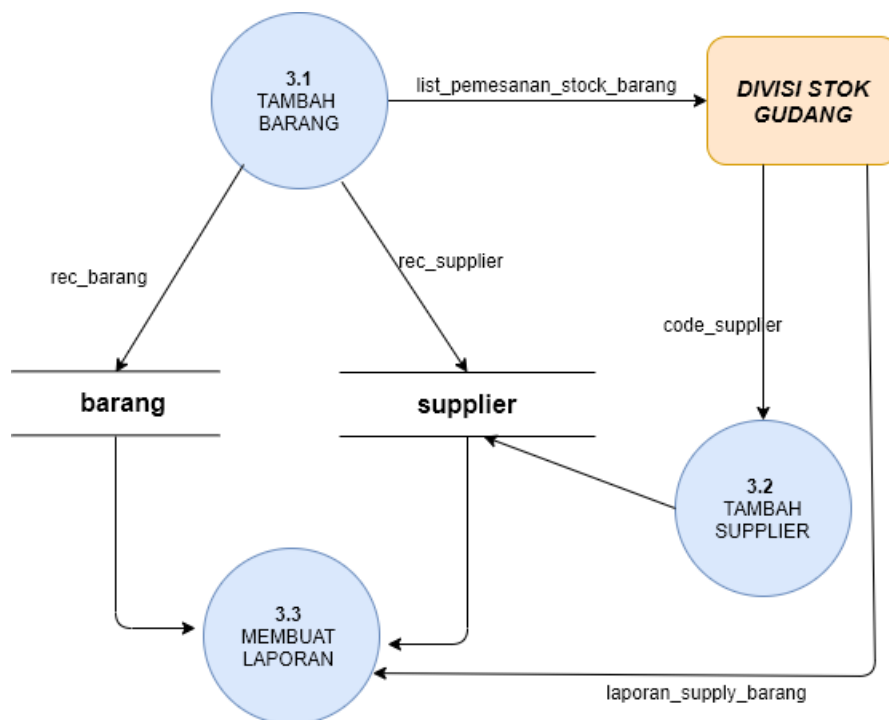 3.1
TAMBAH
BARANG
list_pemesanan_stock_barang
DIVISI STOK
GUDANG
rec_barang
rec_supplier
code_supplier
barang
supplier
3.2
TAMBAH
SUPPLIER
3.3
MEMBUAT
LAPORAN
laporan_supply_barang